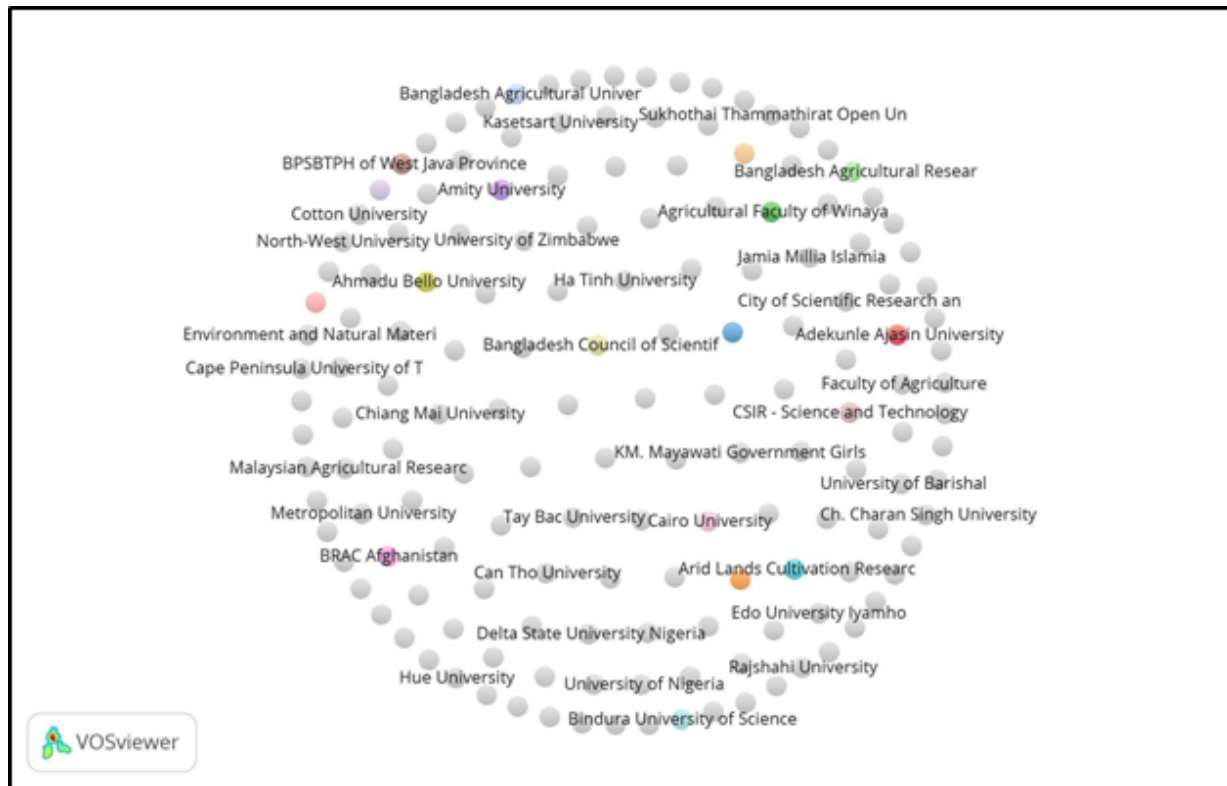 Bangladesh Agricultural Univer
Kasetsart University
Sukhothai Thammathirat Open Un
BPSBTPH of West Java Province
Bangladesh Agricultural Resear
Amity University
Cotton University
Agricultural Faculty of Winaya
North-West University
University of Zimbabwe
Jamia Millia Islamia
Ahmadu Bello University
Ha Tinh University
City of Scientific Research an
Environment and Natural Materi
Bangladesh Council of Scientif
Adekunle Ajasin University
Cape Peninsula University of T
Faculty of Agriculture
Chiang Mai University
CSIR - Science and Technology
KM. Mayawati Government Girls
Malaysian Agricultural Researc
University of Barishal
Metropolitan University
Tay Bac University
Cairo University
Ch. Charan Singh University
BRAC Afghanistan
Can Tho University
Arid Lands Cultivation Researc
Edo University Iyamho
Delta State University Nigeria
Rajshahi University
Hue University
University of Nigeria
Bindura University of Science
VOSviewer